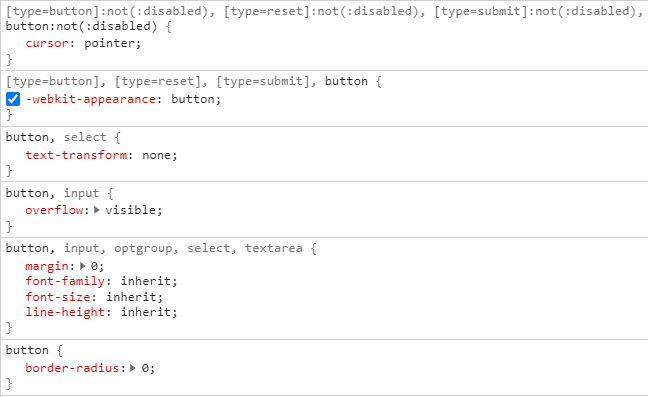 [type=button]:not(:disabled), [type=reset]:not(:disabled), [type=submit]:not(:disabled),
button:not(:disabled) {
cursor: pointer;
}
[type=button], [type=reset], [type=submit], button {
-webkit-appearance: button;
}
button, select {
text-transform: none;
}
button, input {
overflow: visible;
}
button, input, optgroup, select, textarea {
margin: 0;
font-family: inherit;
font-size: inherit;
line-height: inherit;
}
button {
border-radius: 0;
}